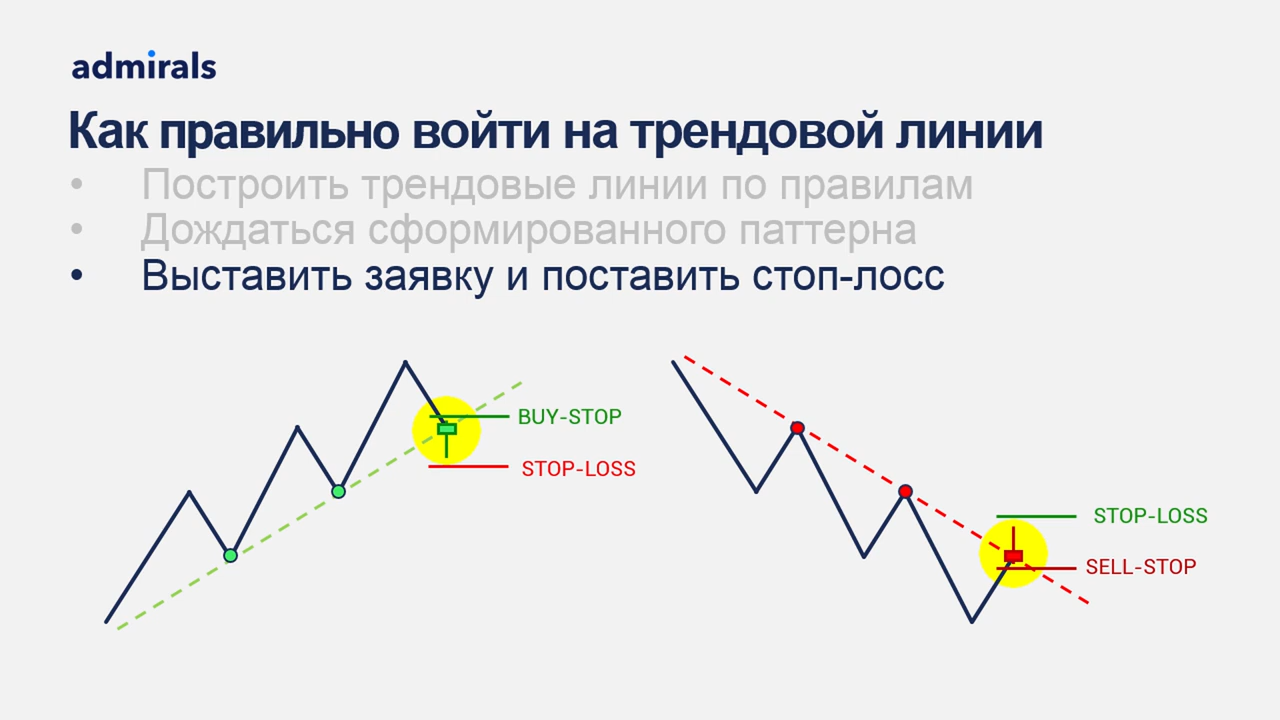 admirals
Как правильно войти на трендовой линии
• Построить трендовые линии по правилам
• Дождаться сформированного паттерна
• Выставить заявку и поставить стоп-лосс
BUY-STOP
STOP-LOSS
STOP-LOSS
SELL-STOP